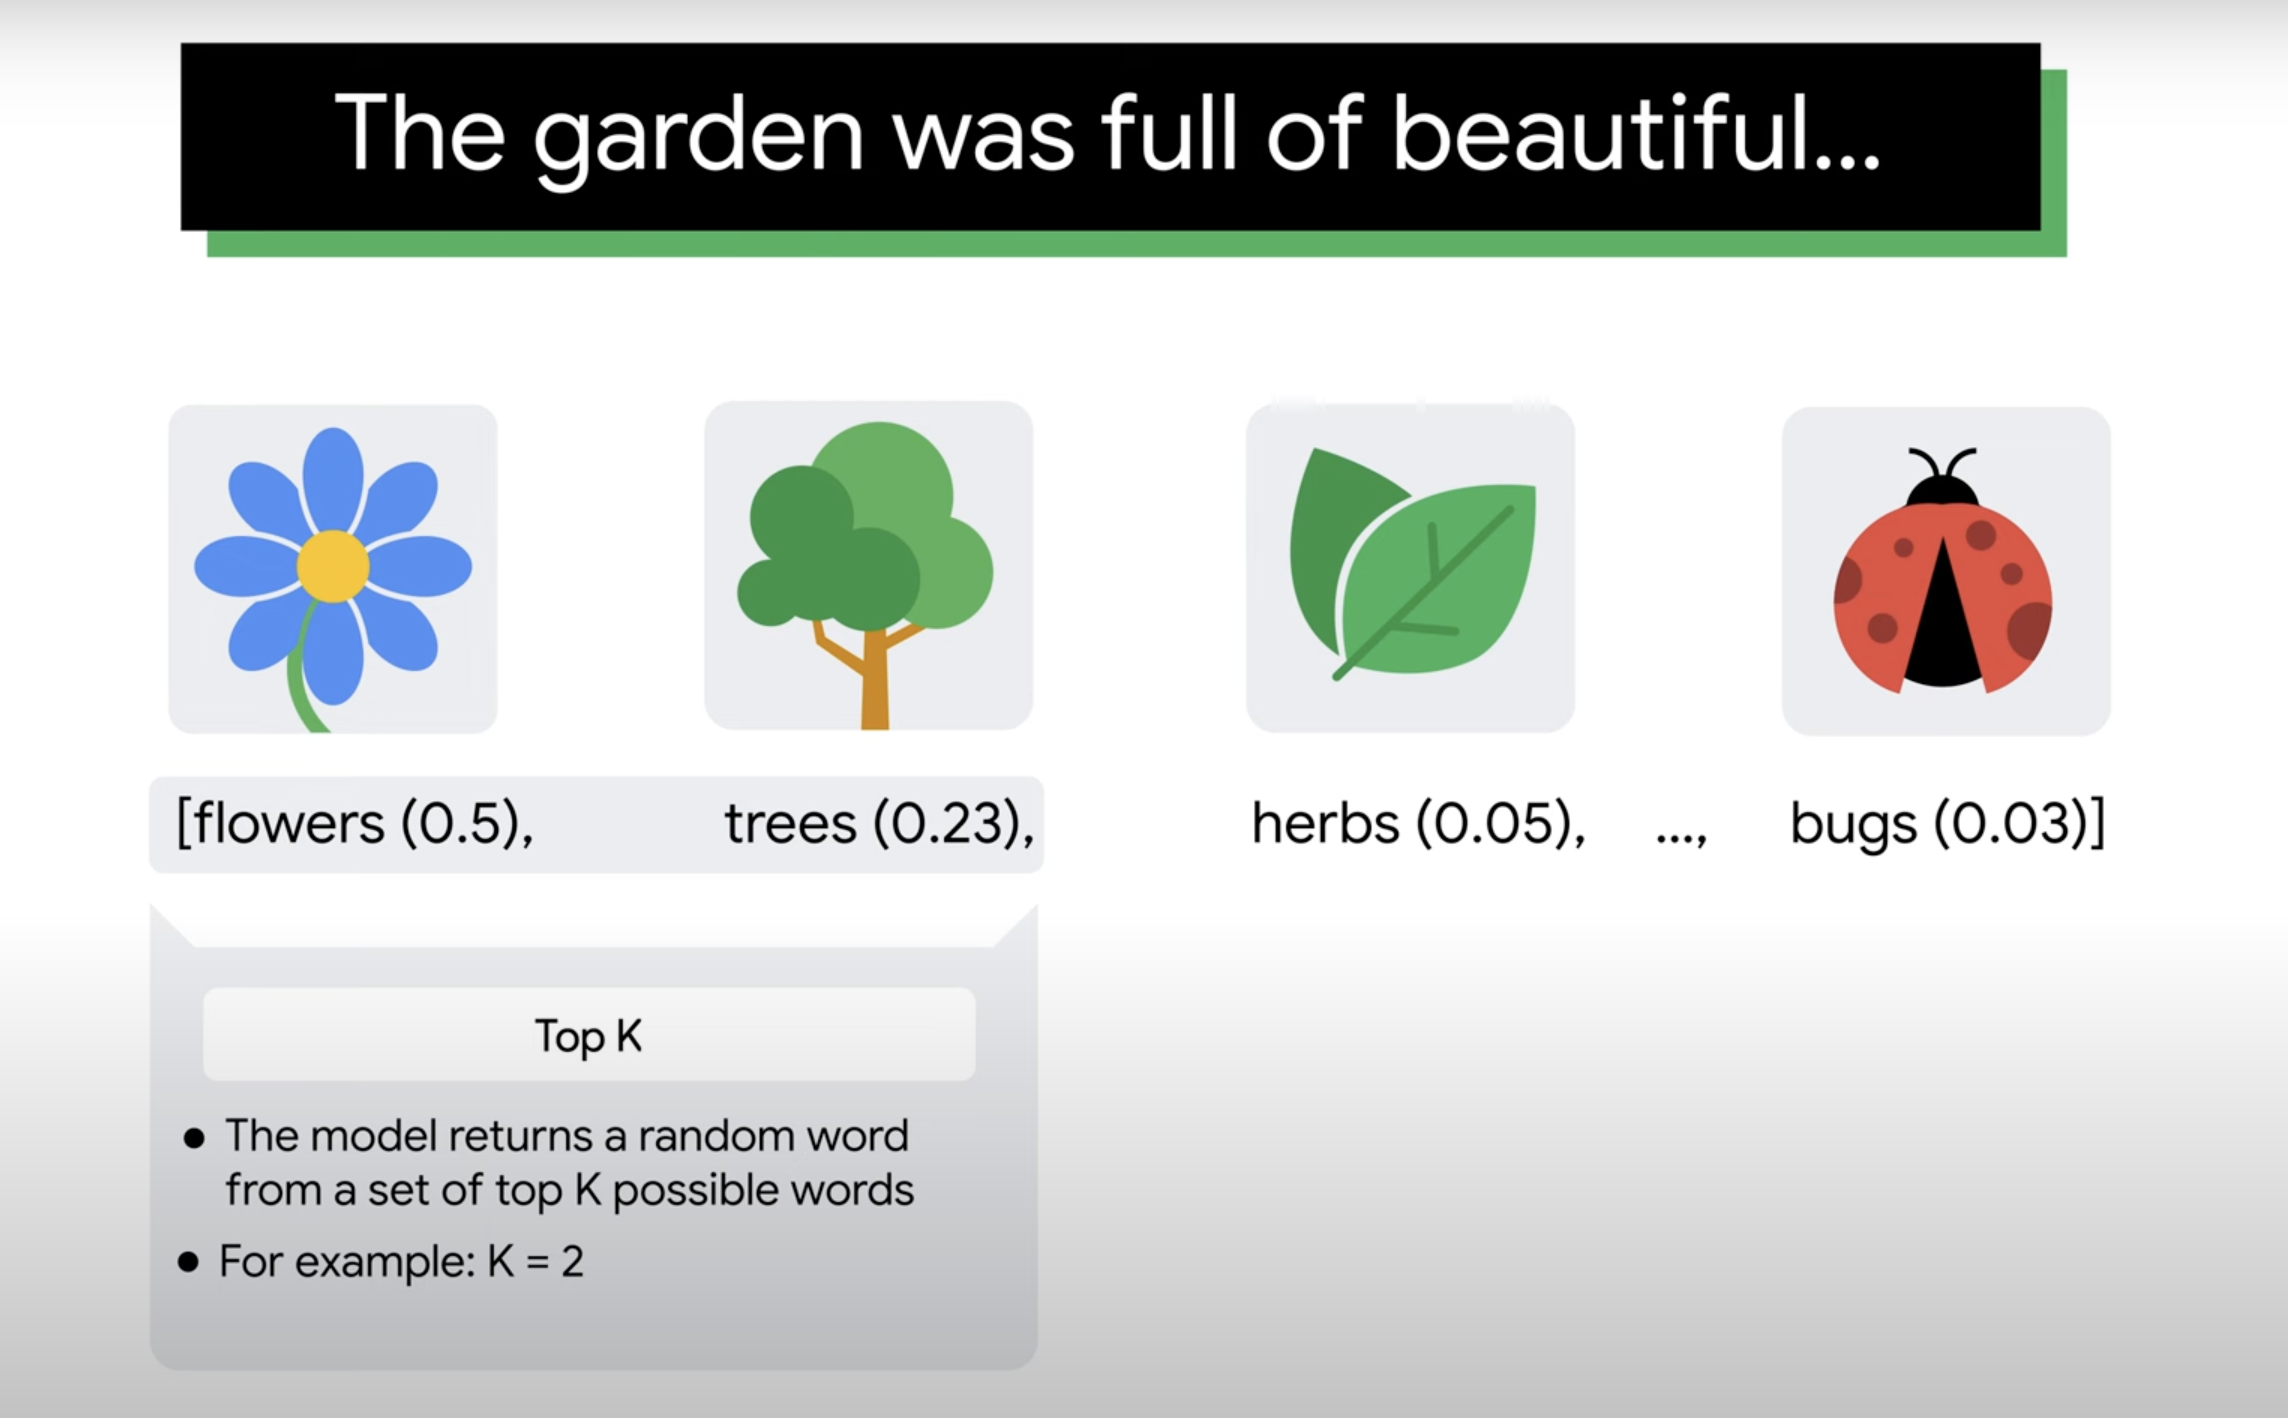 The garden was full of beautiful...
[flowers (0.5), trees (0.23), herbs (0.05), ..., bugs (0.03)]
Top K
● The model returns a random word
from a set of top K possible words
● For example: K = 2